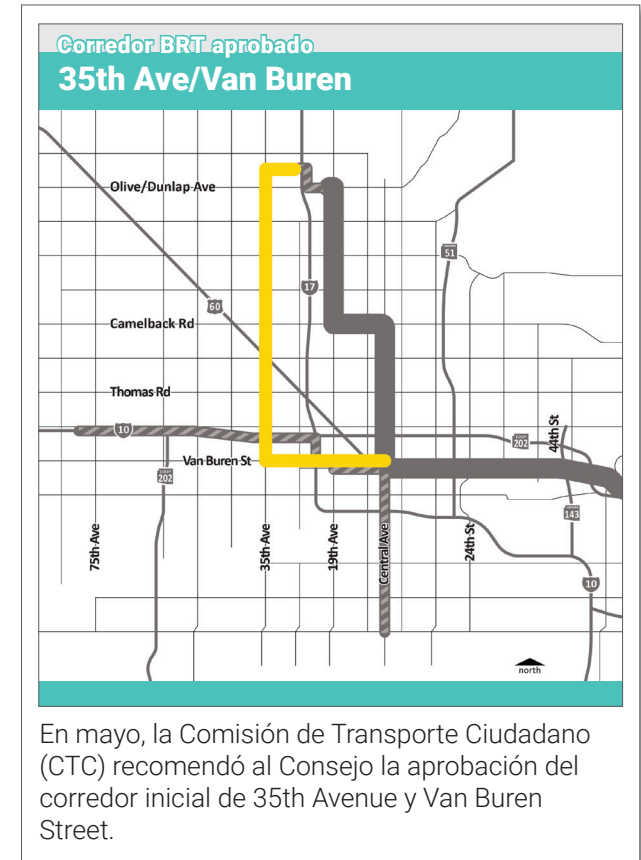 Corredor BRT aprobado
35th Ave/Van Buren
Olive/Dunlap Ave
51
17
60
Camelback Rd
Thomas Rd
10
LOOP 202
44th St
Van Buren St
LOOP 202
143
75th Ave
35th Ave
19th Ave
Central Ave
24th St
10
north
En mayo, la Comisión de Transporte Ciudadano
(CTC) recomendó al Consejo la aprobación del
corredor inicial de 35th Avenue y Van Buren
Street.